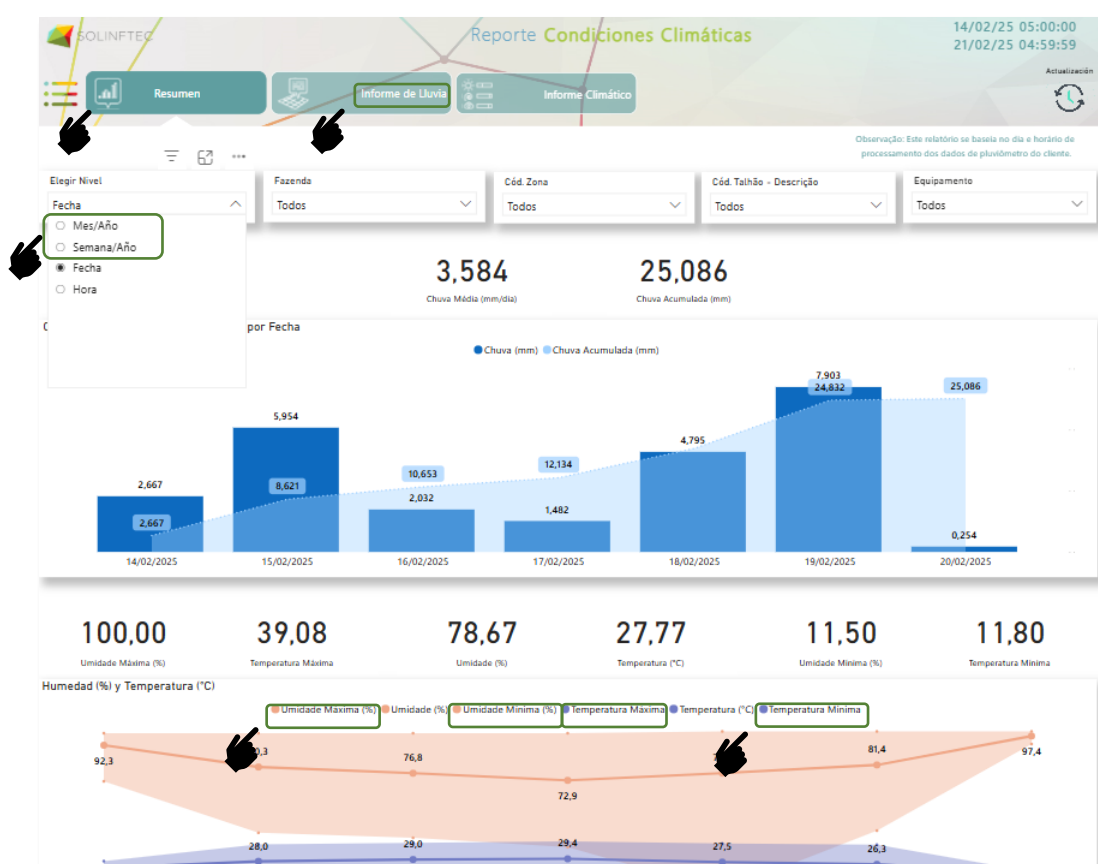 SOLINFTEC
Reporte Condiciones Climáticas
14/02/25 05:00:00
21/02/25 04:59:59
Actualización
Resumen
Informe de Lluvia
Informe Climático
Observação: Este relatório se baseia no dia e horário de
processamento dos dados de pluviômetro do cliente.
Elegir Nivel
Fazenda
Cód. Zona
Cód. Talhão - Descrição
Equipamento
Fecha
Todos
Todos
Todos
Todos
Mes/Año
Semana/Año
Fecha
Hora
3,584
25,086
Chuva Média (mm/dia)
Chuva Acumulada (mm)
por Fecha
Chuva (mm)
Chuva Acumulada (mm)
7,903
24,832
25,086
5,954
4,795
12,134
10,653
2,667
8,621
2,032
1,482
2,667
0,254
14/02/2025
15/02/2025
16/02/2025
17/02/2025
18/02/2025
19/02/2025
20/02/2025
100,00
39,08
78,67
27,77
11,50
11,80
Umidade Máxima (%)
Temperatura Máxima
Umidade (%)
Temperatura (°C)
Umidade Mínima (%)
Temperatura Mínima
Humedad (%) y Temperatura (°C)
Umidade Máxima (%)
Umidade (%)
Umidade Mínima (%)
Temperatura Máxima
Temperatura (°C)
Temperatura Mínima
92,3
76,8
72,9
81,4
97,4
28,0
29,0
29,4
27,5
26,3